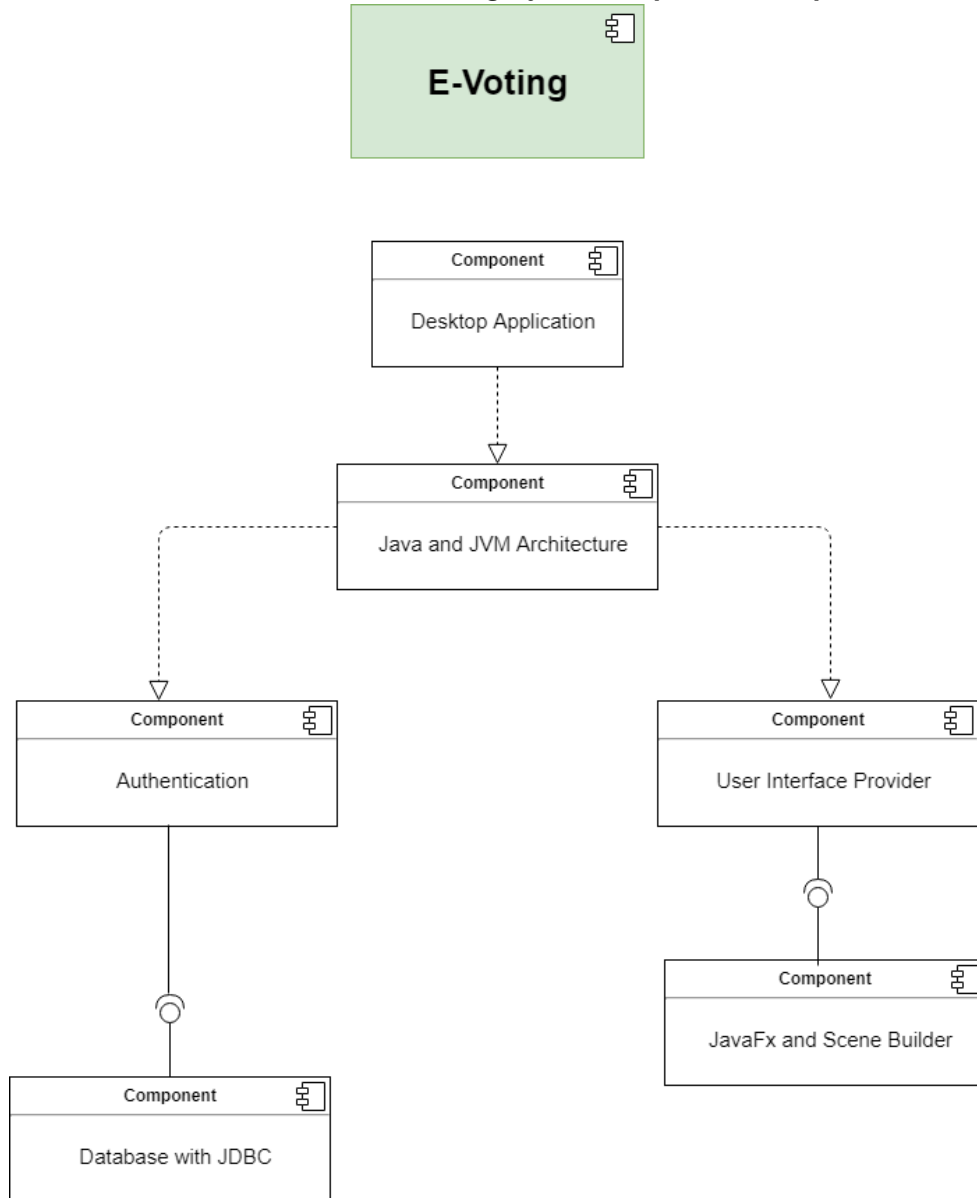 E-Voting
Component
Desktop Application
Component
Java and JVM Architecture
Component
Authentication
Component
User Interface Provider
Component
JavaFx and Scene Builder
Component
Database with JDBC